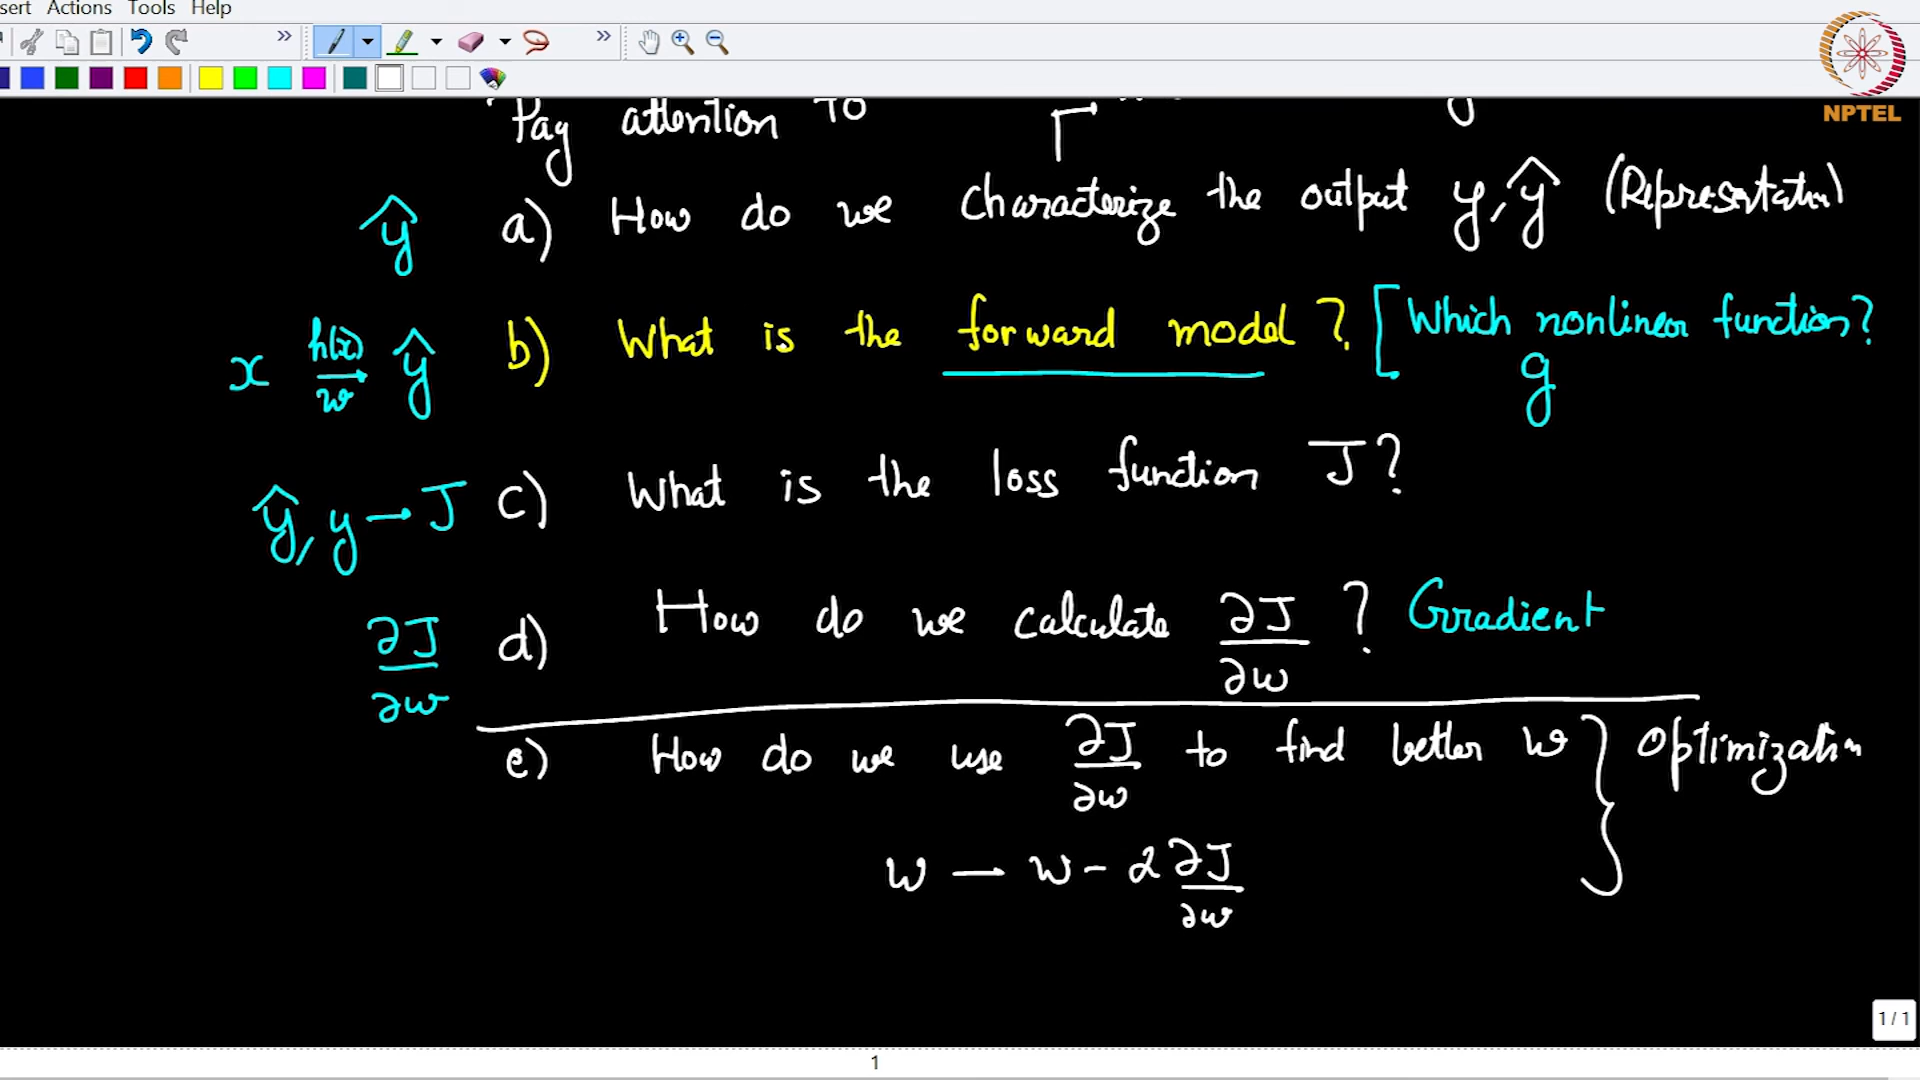 sert Actions Tools Help
NPTEL
Pay attention to
ŷ a) How do we characterize the output y, ŷ (Representation)
x h(x) → w ŷ b) What is the forward model? [Which nonlinear function? g
ŷ, y → J c) What is the loss function J?
∂J/∂w d) How do we calculate ∂J/∂w ? Gradient
e) How do we use ∂J/∂w to find better w } Optimization
w → w - α ∂J/∂w
1 / 1
1